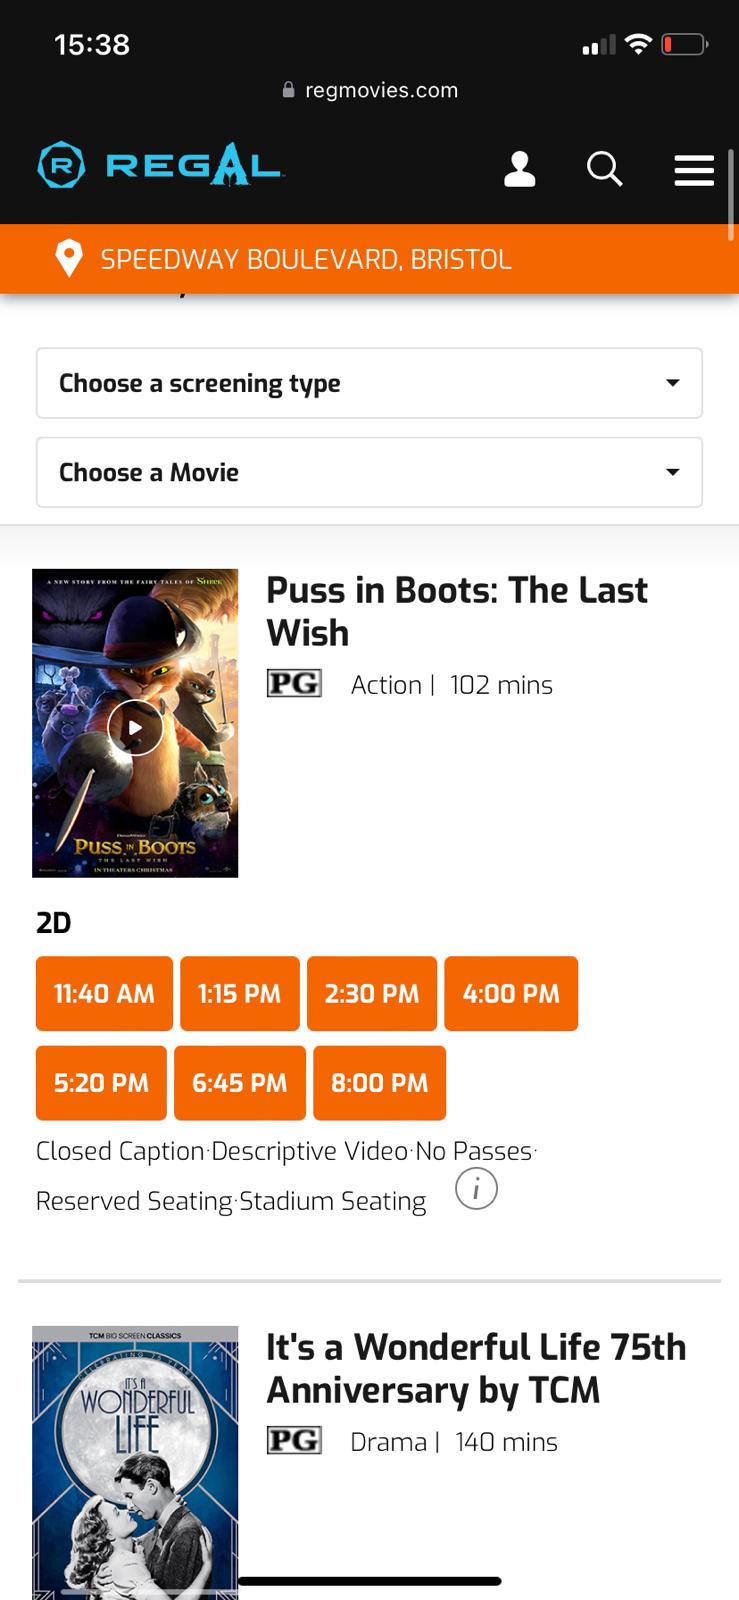 15:38
regmovies.com
R REGAL
SPEEDWAY BOULEVARD, BRISTOL
Choose a screening type
Choose a Movie
A NEW STORY FROM THE FAIRY TALES OF SHREK
PUSS IN BOOTS
THE LAST WISH
IN THEATERS CHRISTMAS
Puss in Boots: The Last
Wish
PG Action | 102 mins
2D
11:40 AM 1:15 PM 2:30 PM 4:00 PM
5:20 PM 6:45 PM 8:00 PM
Closed Caption·Descriptive Video·No Passes·
Reserved Seating·Stadium Seating i
TCM BIG SCREEN CLASSICS
CELEBRATING 75 YEARS
IT'S A
WONDERFUL
LIFE
It's a Wonderful Life 75th
Anniversary by TCM
PG Drama | 140 mins